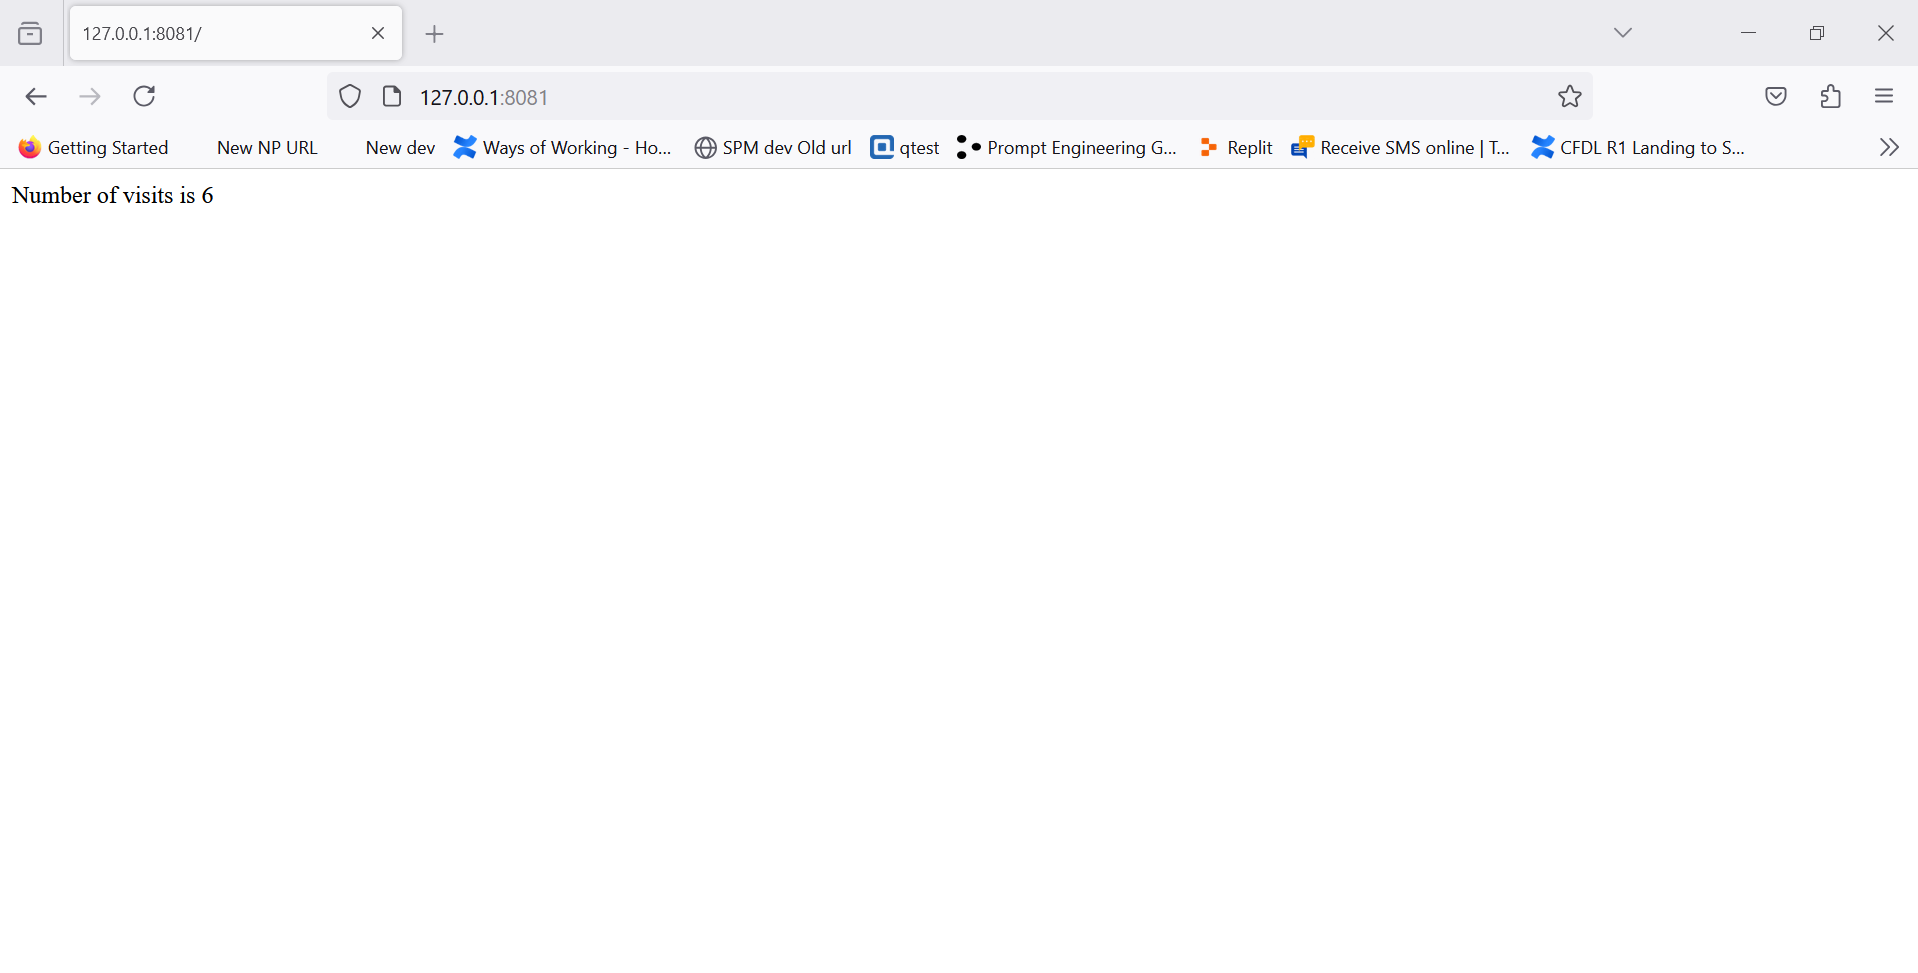 127.0.0.1:8081/
127.0.0.1:8081
Getting Started New NP URL New dev Ways of Working - Ho... SPM dev Old url qtest Prompt Engineering G... Replit Receive SMS online | T... CFDL R1 Landing to S...
Number of visits is 6